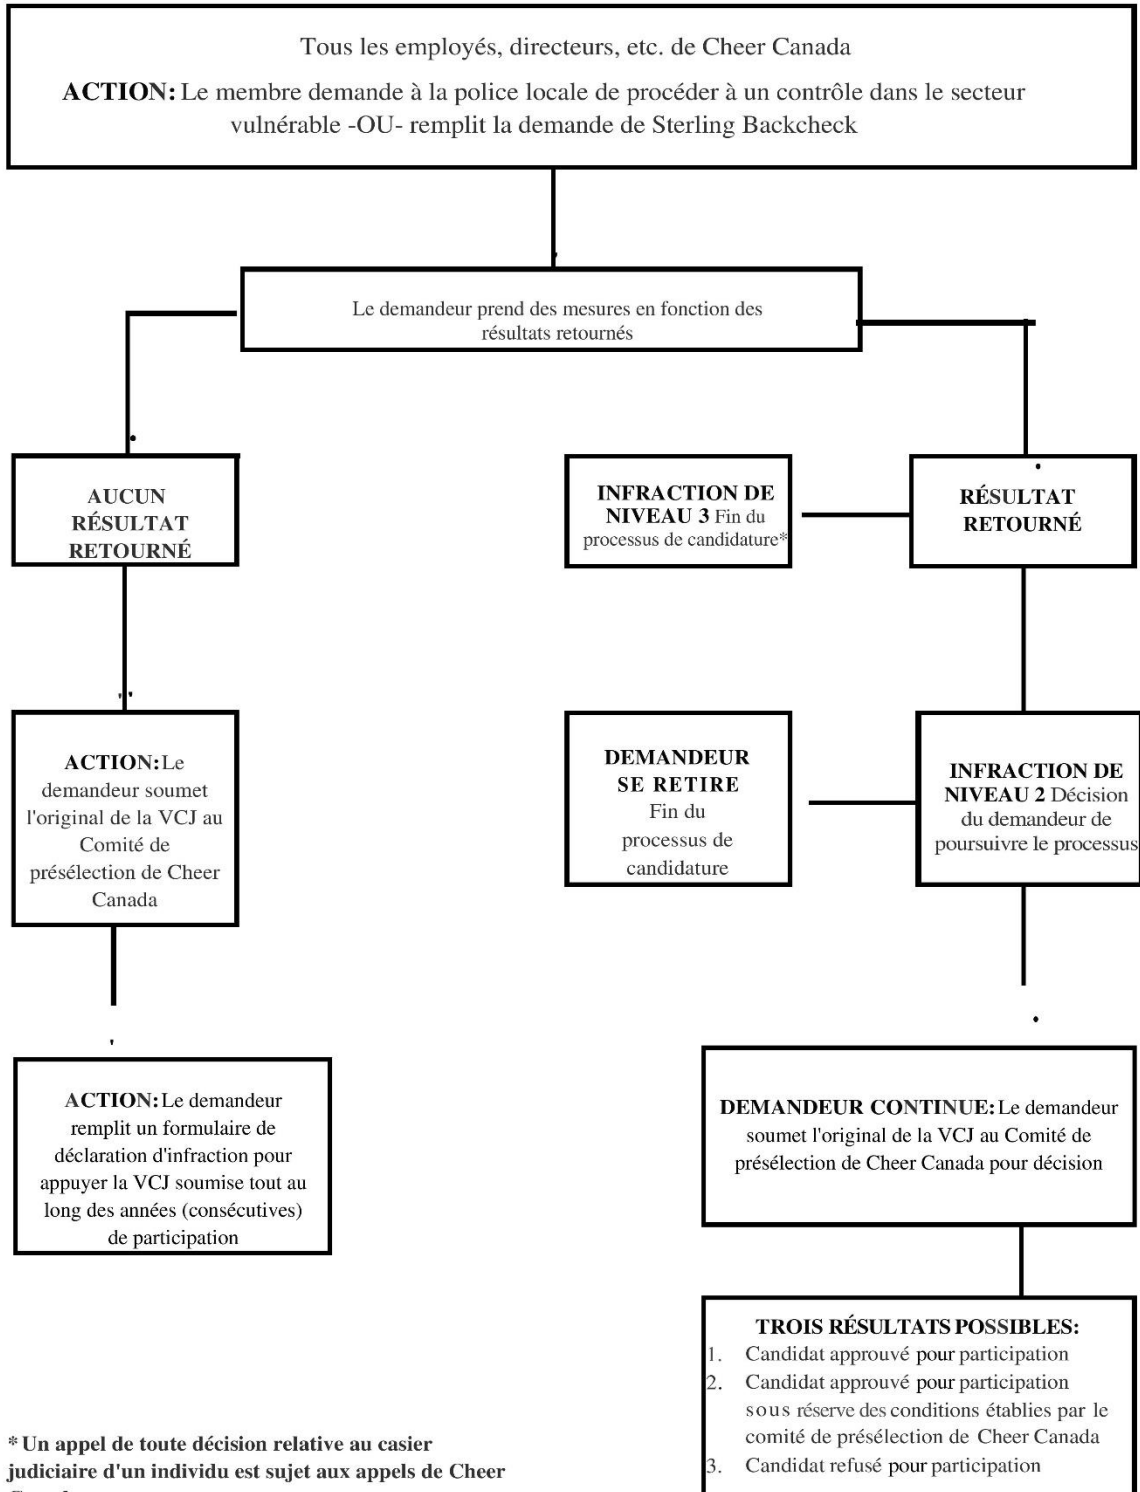 Tous les employés, directeurs, etc. de Cheer Canada
ACTION: Le membre demande à la police locale de procéder à un contrôle dans le secteur
vulnérable -OU- remplit la demande de Sterling Backcheck
Le demandeur prend des mesures en fonction des
résultats retournés
AUCUN
RÉSULTAT
RETOURNÉ
INFRACTION DE
NIVEAU 3 Fin du
processus de candidature*
RÉSULTAT
RETOURNÉ
ACTION: Le
demandeur soumet
l'original de la VCJ au
Comité de
présélection de Cheer
Canada
DEMANDEUR
SE RETIRE
Fin du
processus de
candidature
INFRACTION DE
NIVEAU 2 Décision
du demandeur de
poursuivre le processus
ACTION: Le demandeur
remplit un formulaire de
déclaration d'infraction pour
appuyer la VCJ soumise tout au
long des années (consécutives)
de participation
DEMANDEUR CONTINUE: Le demandeur
soumet l'original de la VCJ au Comité de
présélection de Cheer Canada pour décision
TROIS RÉSULTATS POSSIBLES:
1. Candidat approuvé pour participation
2. Candidat approuvé pour participation
sous réserve des conditions établies par le
comité de présélection de Cheer Canada
3. Candidat refusé pour participation
* Un appel de toute décision relative au casier
judiciaire d'un individu est sujet aux appels de Cheer